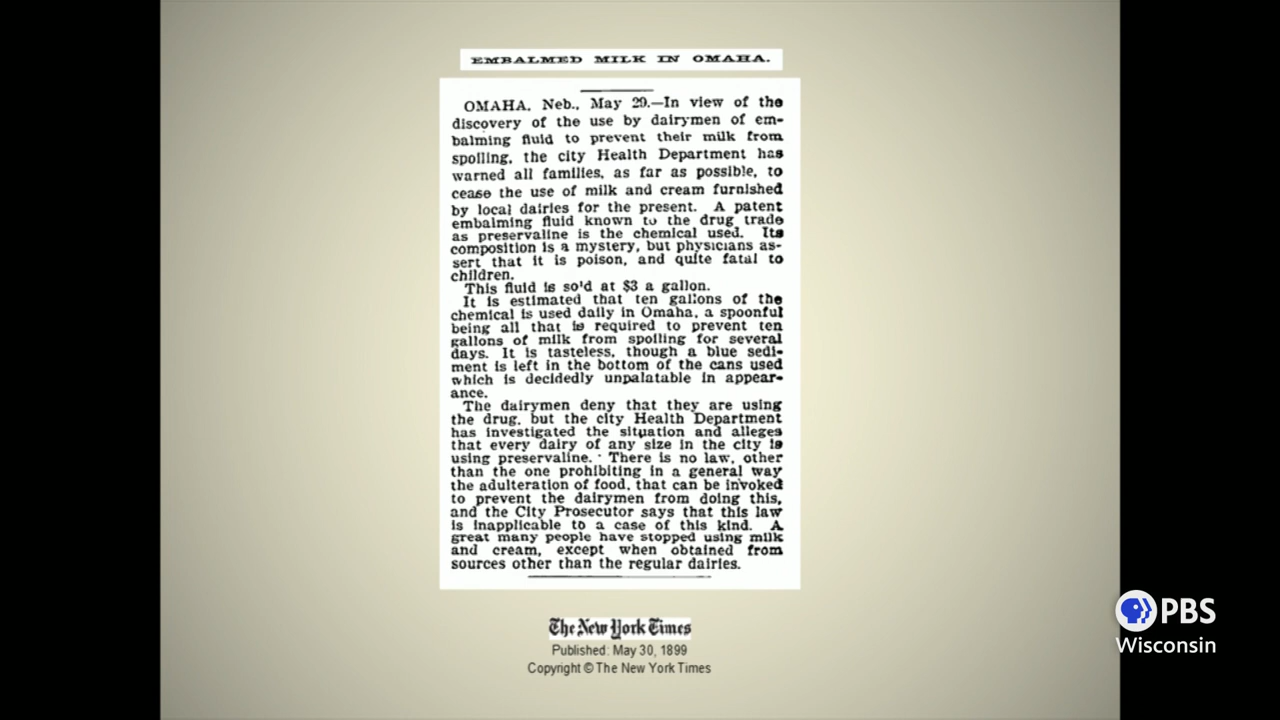 EMBALMED MILK IN OMAHA.
OMAHA, Neb., May 29.—In view of the
discovery of the use by dairymen of em-
balming fluid to prevent their milk from
spoiling, the city Health Department has
warned all families, as far as possible, to
cease the use of milk and cream furnished
by local dairies for the present. A patent
embalming fluid known to the drug trade
as preservaline is the chemical used. Its
composition is a mystery, but physicians as-
sert that it is poison, and quite fatal to
children.
This fluid is so'd at $3 a gallon.
It is estimated that ten gallons of the
chemical is used daily in Omaha, a spoonful
being all that is required to prevent ten
gallons of milk from spoiling for several
days. It is tasteless, though a blue sedi-
ment is left in the bottom of the cans used
which is decidedly unpalatable in appear-
ance.
The dairymen deny that they are using
the drug, but the city Health Department
has investigated the situation and alleges
that every dairy of any size in the city is
using preservaline. There is no law, other
than the one prohibiting in a general way
the adulteration of food, that can be invoked
to prevent the dairymen from doing this,
and the City Prosecutor says that this law
is inapplicable to a case of this kind. A
great many people have stopped using milk
and cream, except when obtained from
sources other than the regular dairies.
The New York Times
Published: May 30, 1899
Copyright © The New York Times
PBS
Wisconsin